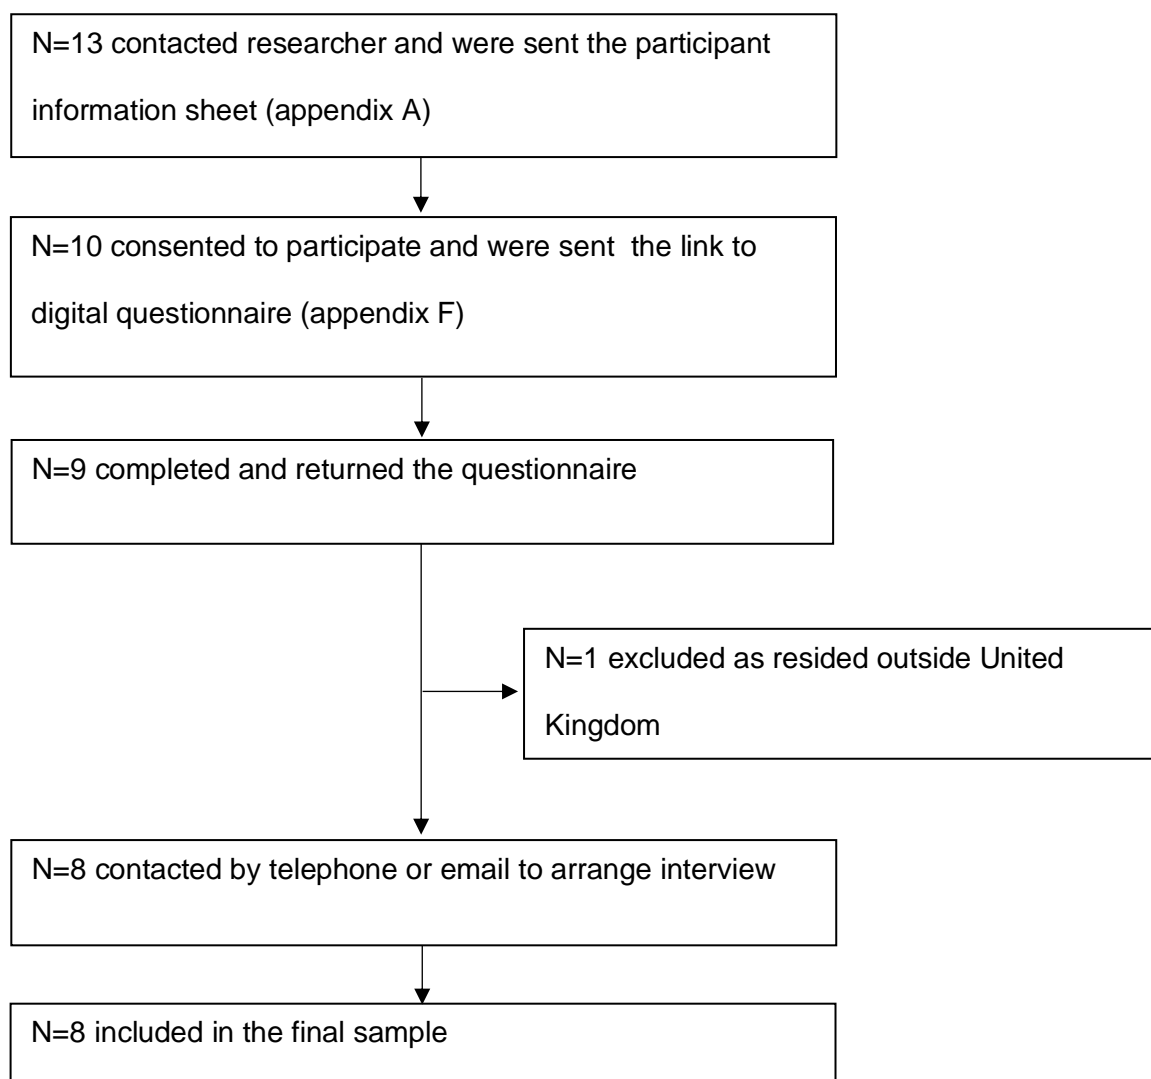 N=13 contacted researcher and were sent the participant
information sheet (appendix A)
N=10 consented to participate and were sent  the link to
digital questionnaire (appendix F)
N=9 completed and returned the questionnaire
N=1 excluded as resided outside United
Kingdom
N=8 contacted by telephone or email to arrange interview
N=8 included in the final sample